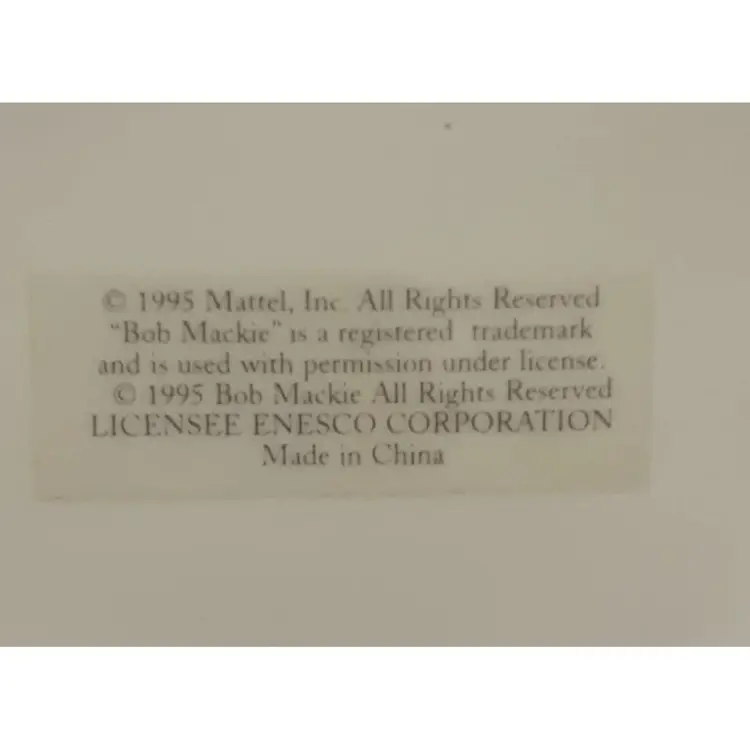 © 1995 Mattel, Inc. All Rights Reserved
"Bob Mackie" is a registered trademark
and is used with permission under license.
© 1995 Bob Mackie All Rights Reserved
LICENSEE ENESCO CORPORATION
Made in China